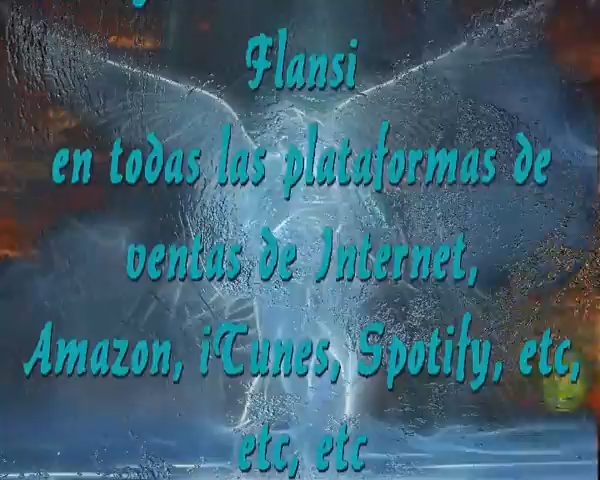 Flansi
en todas las plataformas de
ventas de Internet,
Amazon, iTunes, Spotify, etc,
etc, etc